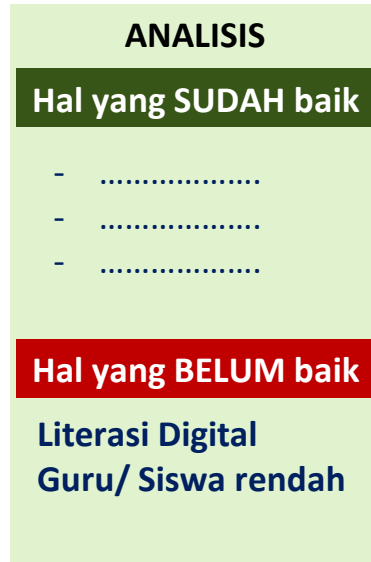 ANALISIS
Hal yang SUDAH baik
- ...................
- ...................
- ...................
Hal yang BELUM baik
Literasi Digital
Guru/ Siswa rendah